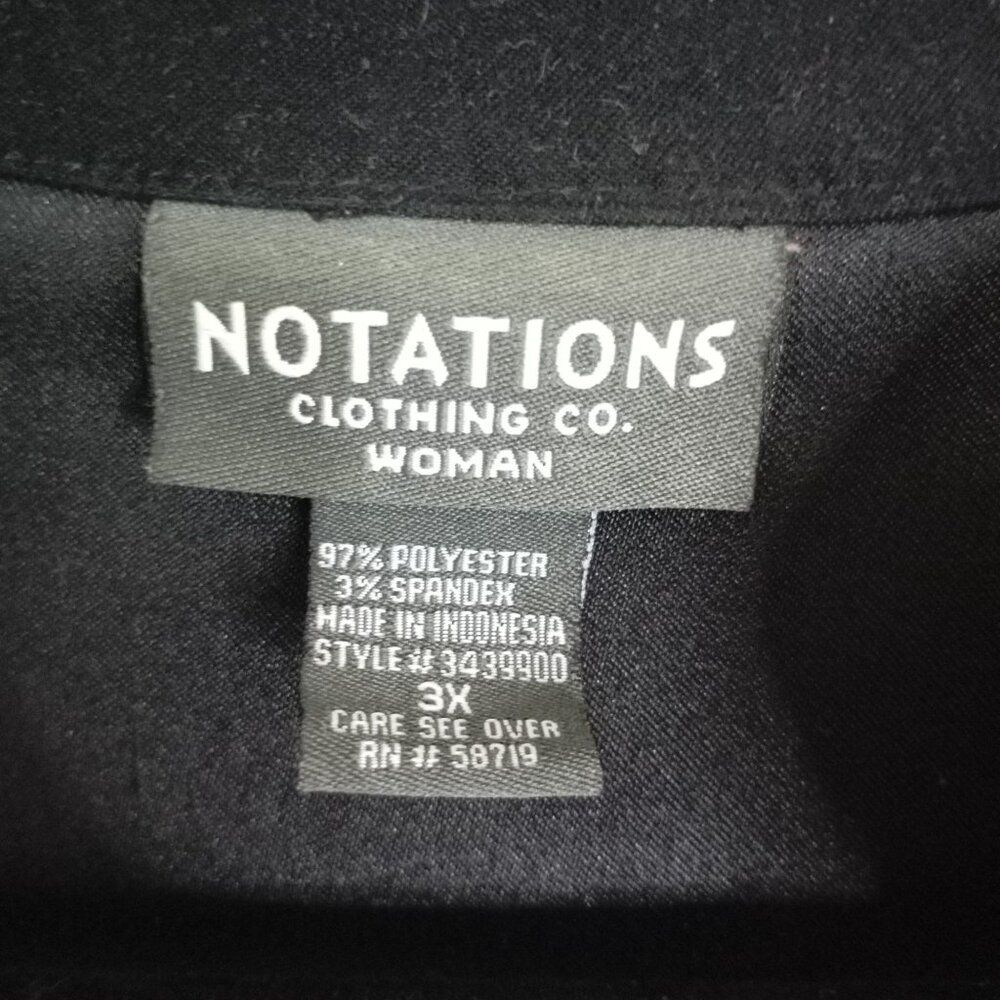 NOTATIONS
CLOTHING CO.
WOMAN
97% POLYESTER
3% SPANDEX
MADE IN INDONESIA
STYLE# 3439900
3X
CARE SEE OVER
RN # 58719